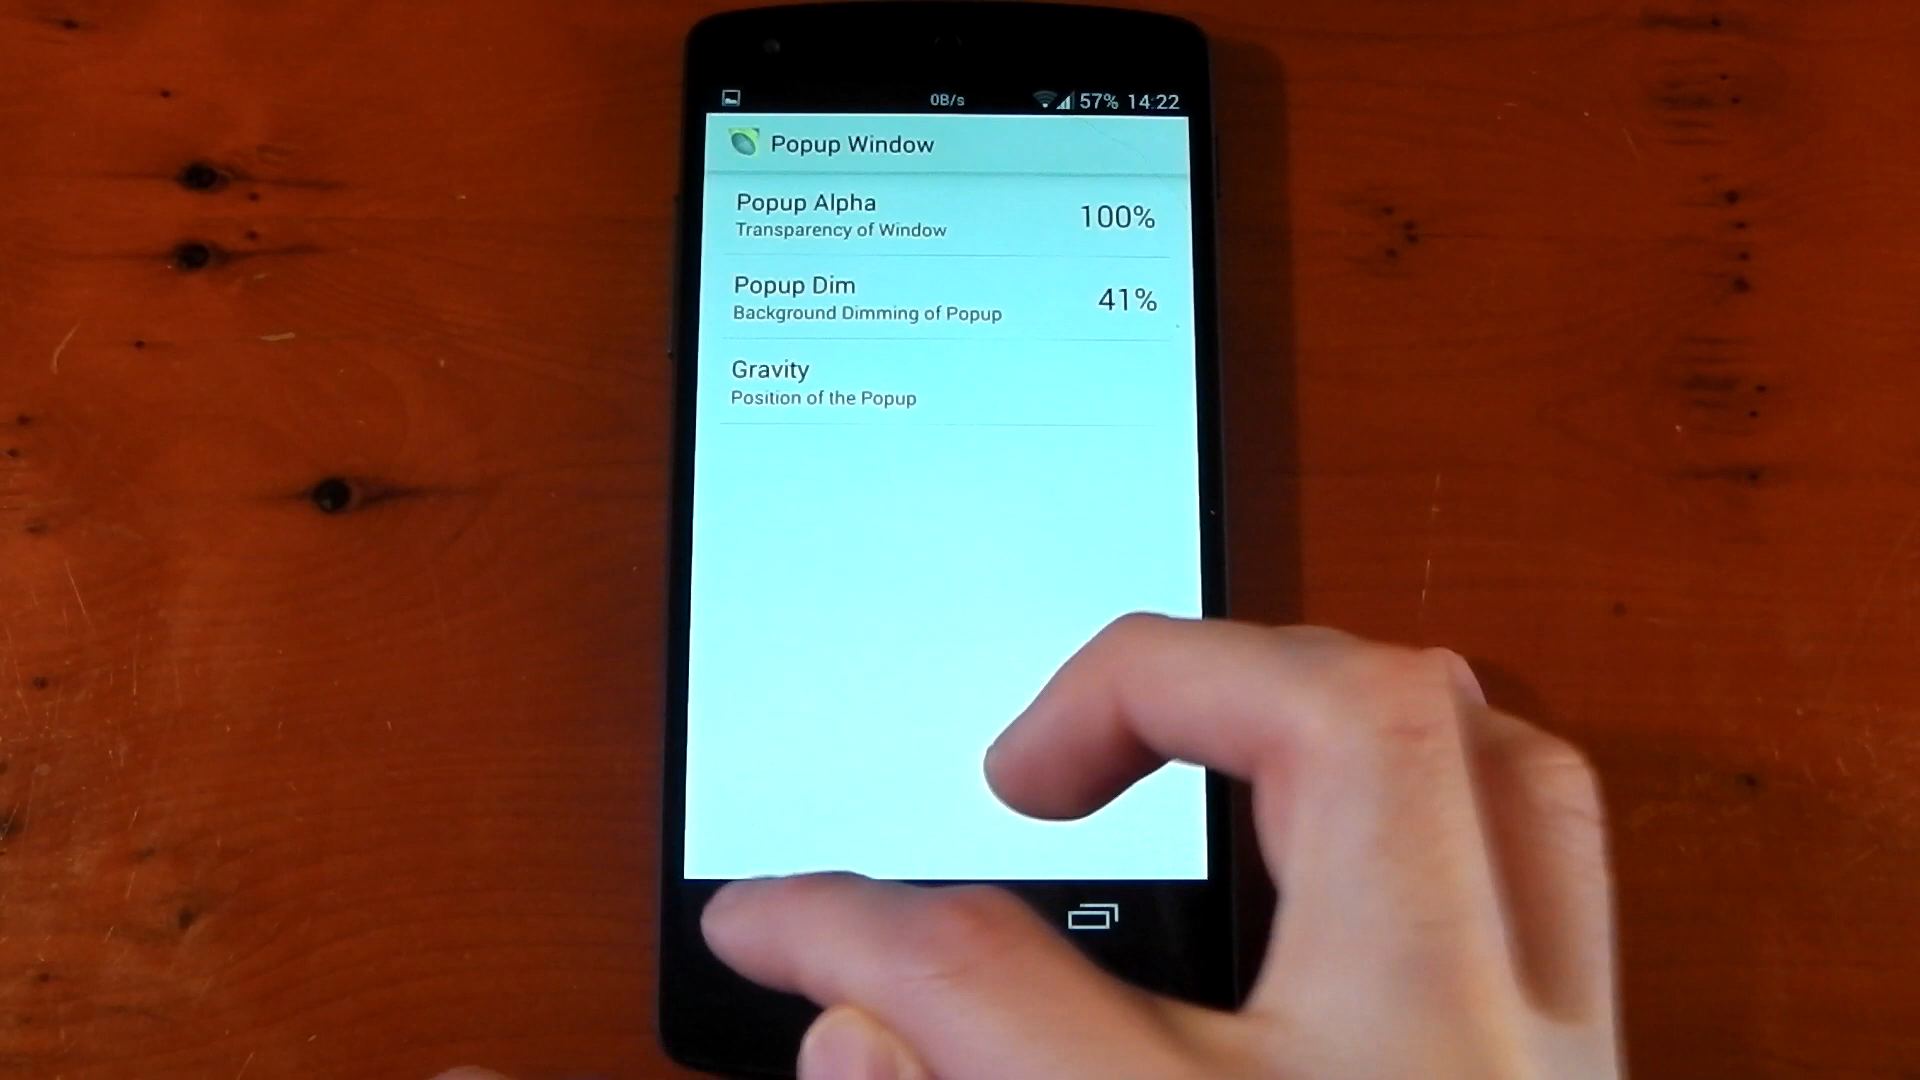 0B/s 57% 14:22
Popup Window
Popup Alpha
Transparency of Window
100%
Popup Dim
Background Dimming of Popup
41%
Gravity
Position of the Popup